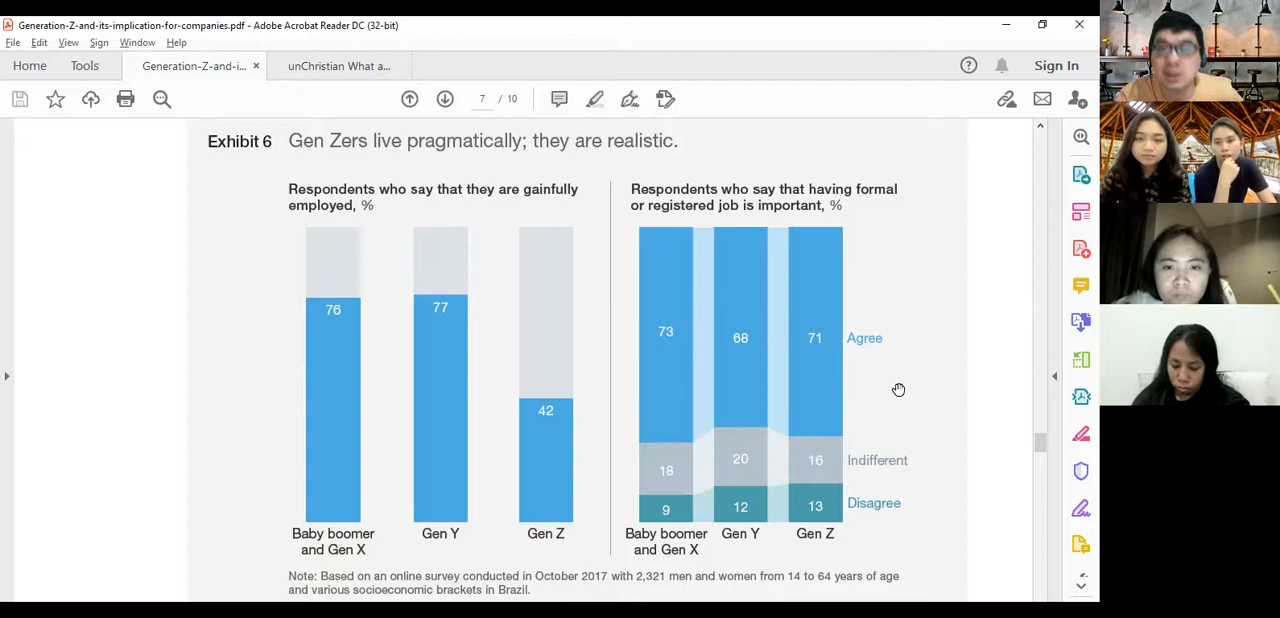 Generation-Z-and-its-implication-for-companies.pdf - Adobe Acrobat Reader DC (32-bit)
File Edit View Sign Window Help
Home Tools Generation-Z-and-i... × unChristian What a... Sign In
7 / 10
Exhibit 6 Gen Zers live pragmatically; they are realistic.
Respondents who say that they are gainfully
employed, %
76
77
42
Baby boomer
and Gen X
Gen Y
Gen Z
Respondents who say that having formal
or registered job is important, %
73 68 71 Agree
18 20 16 Indifferent
9 12 13 Disagree
Baby boomer
and Gen X
Gen Y
Gen Z
Note: Based on an online survey conducted in October 2017 with 2,321 men and women from 14 to 64 years of age
and various socioeconomic brackets in Brazil.